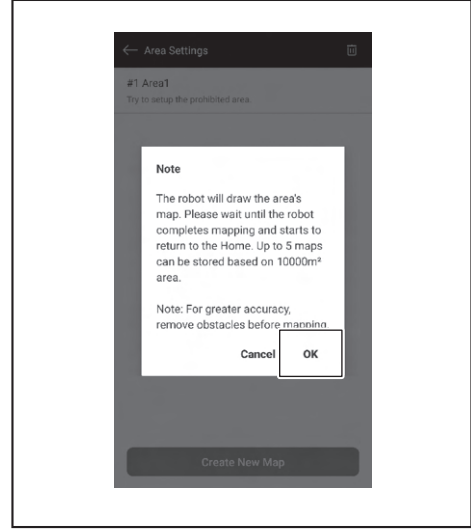 Area Settings
#1 Area1
Try to setup the prohibited area.
Note
The robot will draw the area's
map. Please wait until the robot
completes mapping and starts to
return to the Home. Up to 5 maps
can be stored based on 10000m²
area.
Note: For greater accuracy,
remove obstacles before mapping.
Cancel OK
Create New Map